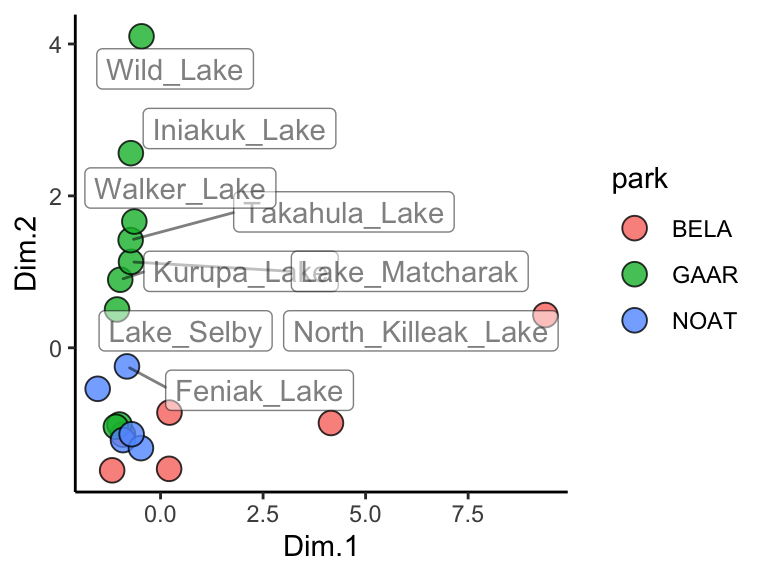 4
Wild_Lake
Iniakuk_Lake
Walker_Lake
2
Takahula_Lake
Kurupa_Lake
Lake_Matcharak
Lake_Selby
North_Killeak_Lake
0
Feniak_Lake
0.0 2.5 5.0 7.5
Dim.1
Dim.2
park
BELA
GAAR
NOAT